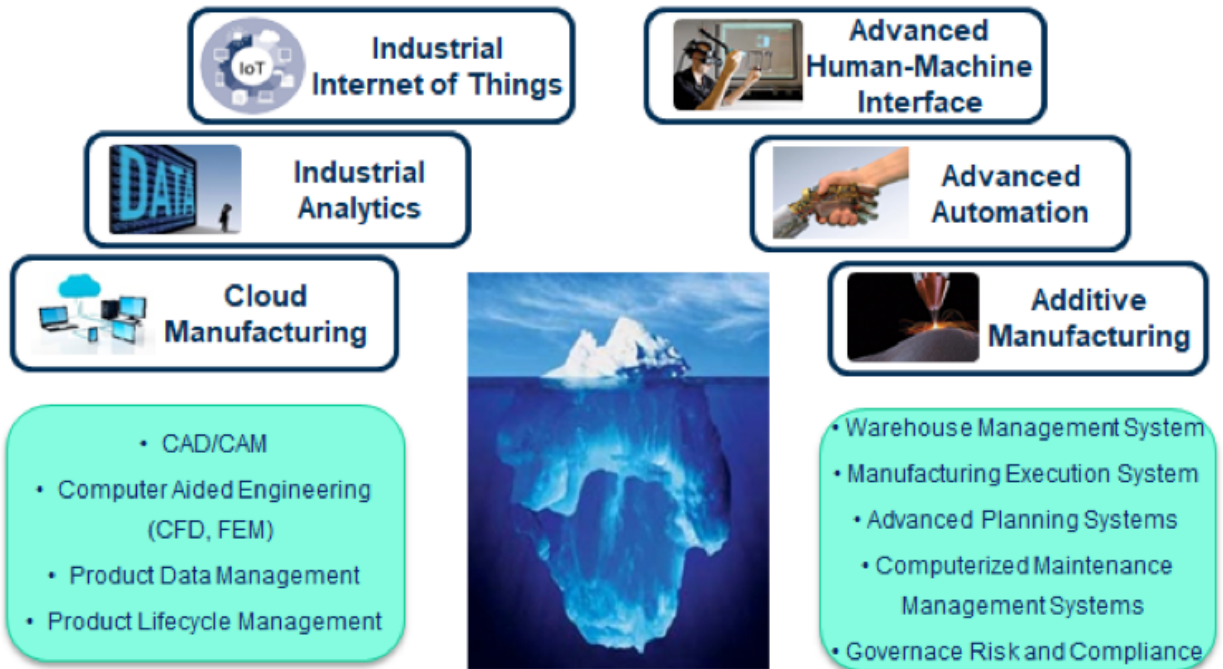 IoT
Industrial
Internet of Things
Advanced
Human-Machine
Interface
DATA
Industrial
Analytics
Advanced
Automation
Cloud
Manufacturing
Additive
Manufacturing
• CAD/CAM
• Computer Aided Engineering
(CFD, FEM)
• Product Data Management
• Product Lifecycle Management
• Warehouse Management System
• Manufacturing Execution System
• Advanced Planning Systems
• Computerized Maintenance
Management Systems
• Governace Risk and Compliance